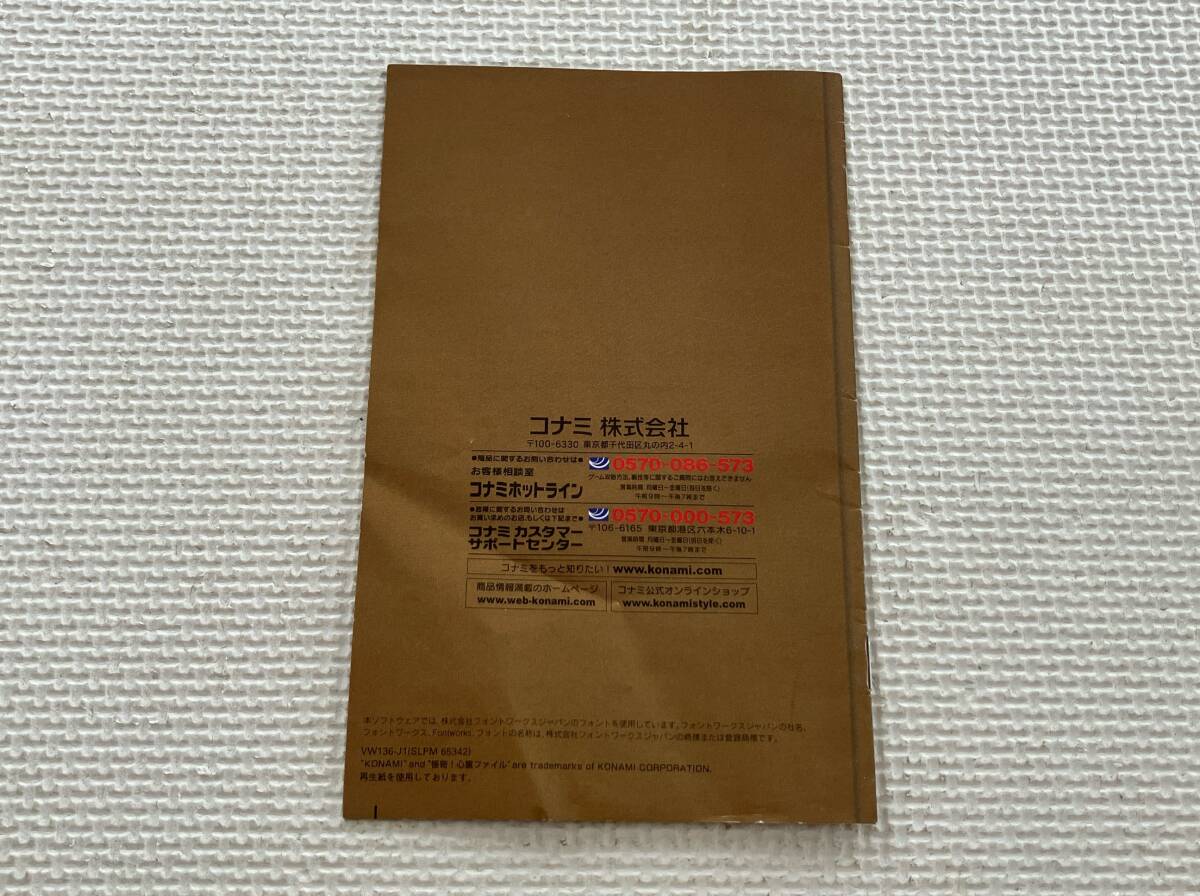 コナミ 株式会社
〒100-6330 東京都千代田区丸の内2-4-1
●商品に関するお問い合わせは●
お客様相談室
コナミホットライン
0570-086-573
ゲーム攻略方法、裏技等に関するご質問にはお答えできません
営業時間 月曜日〜金曜日(祝日を除く)
午前9時〜午後7時まで
お買い求めのお店、もしくは下記まで●
コナミ カスタマー
サポートセンター
0570-000-573
〒106-6165 東京都港区六本木6-10-1
営業時間 月曜日〜金曜日(祝日を除く)
午前9時〜午後7時まで
コナミをもっと知りたい! www.konami.com
商品情報満載のホームページ
www.web-konami.com
コナミ公式オンラインショップ
www.konamistyle.com
本ソフトウェアでは、株式会社フォントワークスジャパンのフォントを使用しています。フォントワークスジャパンの社名、
フォントワークス、Fontworks、フォントの名称は、株式会社フォントワークスジャパンの商標または登録商標です。
VW136-J1(SLPM 65342)
"KONAMI" and "怪物!心臓ファイル" are trademarks of KONAMI CORPORATION.
再生紙を使用しております。